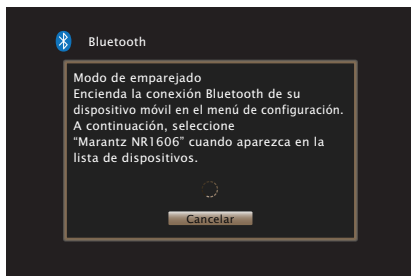 Bluetooth
Modo de emparejado
Encienda la conexión Bluetooth de su
dispositivo móvil en el menú de configuración.
A continuación, seleccione
“Marantz NR1606” cuando aparezca en la
lista de dispositivos.
Cancelar